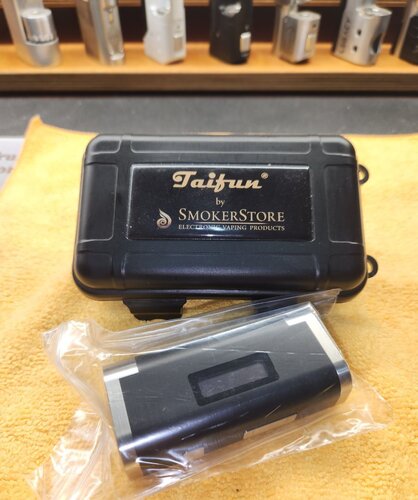 Taifun®
by
SMOKERSTORE
ELECTRONIC VAPING PRODUCTS